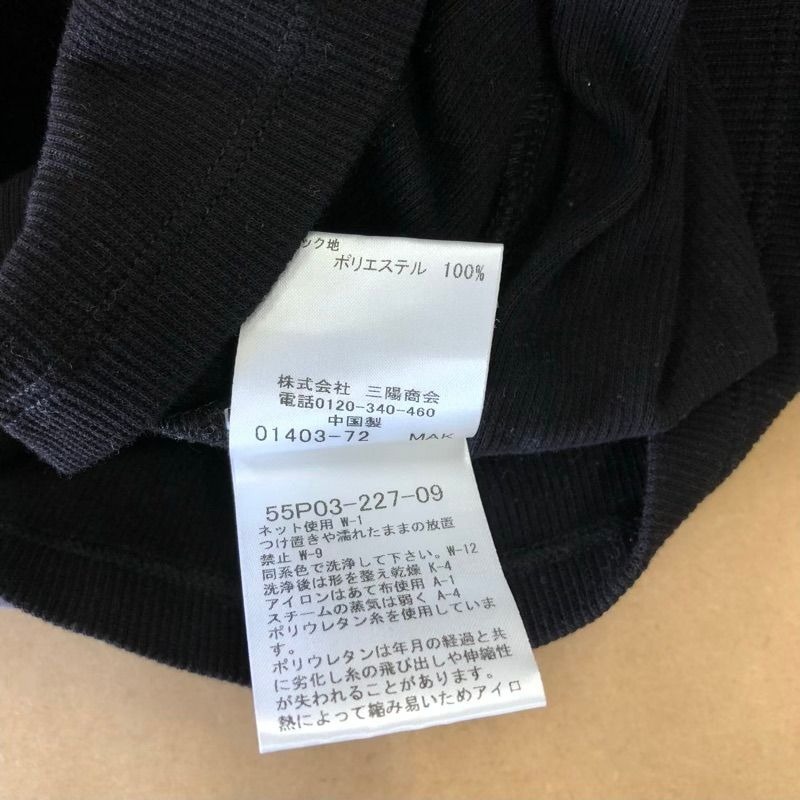 ック地
ポリエステル 100%
株式会社 三陽商会
電話0120-340-460
中国製
01403-72 MAK
55P03-227-09
ネット使用 W-1
つけ置きや濡れたままの放置
禁止 W-9
同系色で洗浄して下さい。W-12
洗浄後は形を整え乾燥 K-4
アイロンはあて布使用 A-1
スチームの蒸気は弱く A-4
ポリウレタン糸を使用していま
す。
ポリウレタンは年月の経過と共
に劣化し糸の飛び出しや伸縮性
が失われることがあります。
熱によって縮み易いためアイロ